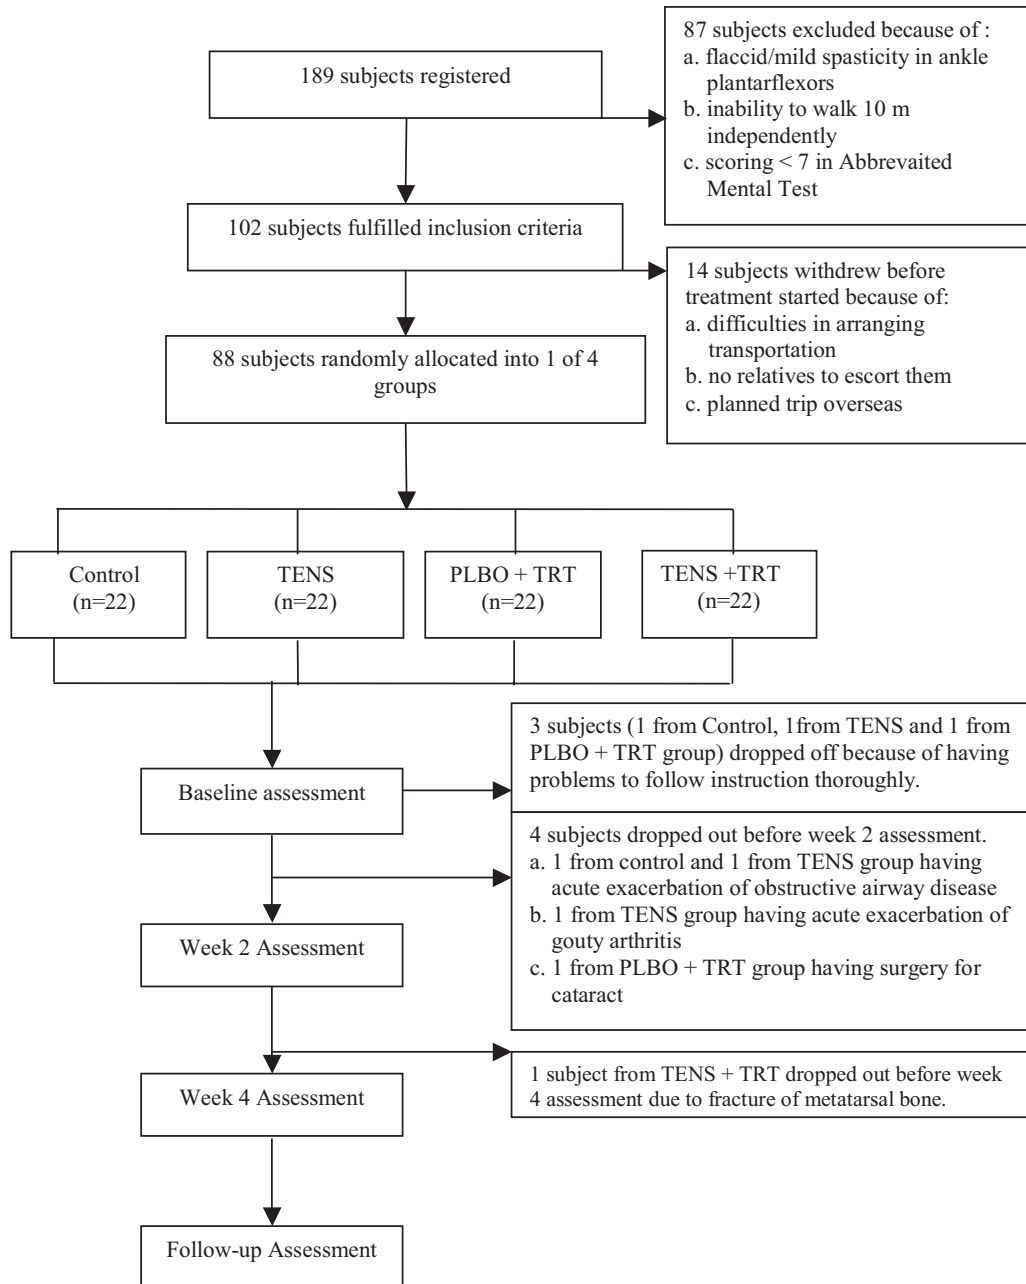 189 subjects registered
87 subjects excluded because of :
a. flaccid/mild spasticity in ankle
plantarflexors
b. inability to walk 10 m
independently
c. scoring < 7 in Abbrevaited
Mental Test
102 subjects fulfilled inclusion criteria
14 subjects withdrew before
treatment started because of:
a. difficulties in arranging
transportation
b. no relatives to escort them
c. planned trip overseas
88 subjects randomly allocated into 1 of 4
groups
Control
(n=22)
TENS
(n=22)
PLBO + TRT
(n=22)
TENS +TRT
(n=22)
Baseline assessment
3 subjects (1 from Control, 1from TENS and 1 from
PLBO + TRT group) dropped off because of having
problems to follow instruction thoroughly.
4 subjects dropped out before week 2 assessment.
a. 1 from control and 1 from TENS group having
acute exacerbation of obstructive airway disease
b. 1 from TENS group having acute exacerbation of
gouty arthritis
c. 1 from PLBO + TRT group having surgery for
cataract
Week 2 Assessment
1 subject from TENS + TRT dropped out before week
4 assessment due to fracture of metatarsal bone.
Week 4 Assessment
Follow-up Assessment